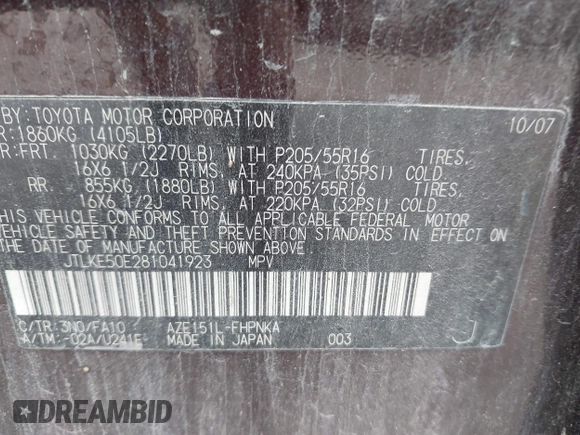 BY: TOYOTA MOTOR CORPORATION 10/07
R: 1860KG (4105LB)
R: FRT. 1030KG (2270LB) WITH P205/55R16 TIRES,
16X6 1/2J RIMS, AT 240KPA (35PSI) COLD.
RR. 855KG (1880LB) WITH P205/55R16 TIRES,
16X6 1/2J RIMS, AT 220KPA (32PSI) COLD.
THIS VEHICLE CONFORMS TO ALL APPLICABLE FEDERAL MOTOR
VEHICLE SAFETY AND THEFT PREVENTION STANDARDS IN EFFECT ON
THE DATE OF MANUFACTURE SHOWN ABOVE.
JTLKE50E281041923 MPV
C/TR: 3N0/FA10 AZE151L-FHPNKA
A/TM: -02A/U241E MADE IN JAPAN 003 J
DREAMBID